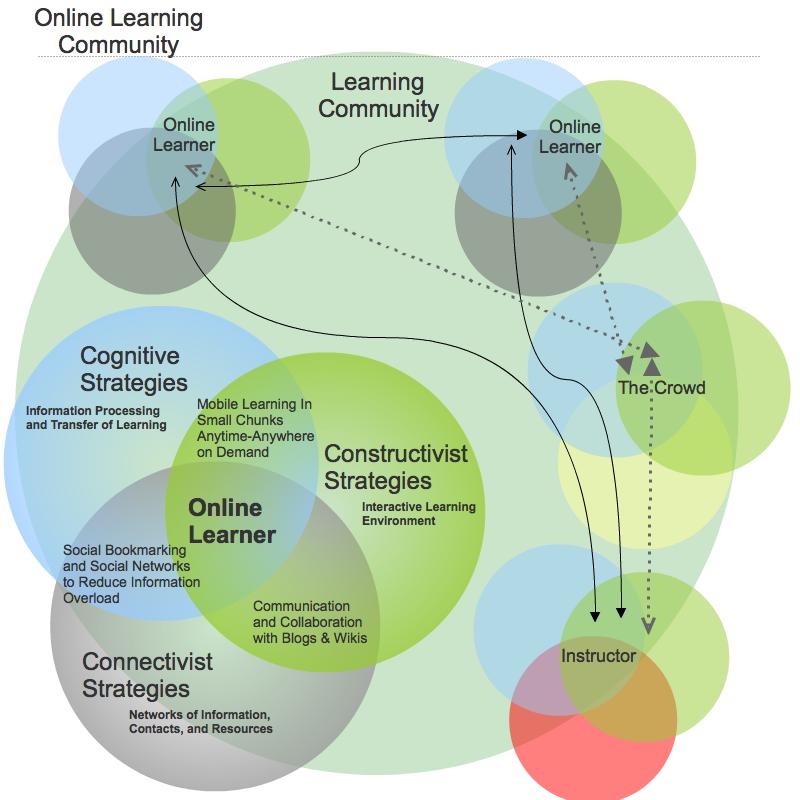 Online Learning
Community
Learning
Community
Online
Learner
Online
Learner
Cognitive
Strategies
Information Processing
and Transfer of Learning
Mobile Learning In
Small Chunks
Anytime-Anywhere
on Demand
The Crowd
Constructivist
Strategies
Interactive Learning
Environment
Online
Learner
Social Bookmarking
and Social Networks
to Reduce Information
Overload
Communication
and Collaboration
with Blogs & Wikis
Instructor
Connectivist
Strategies
Networks of Information,
Contacts, and Resources